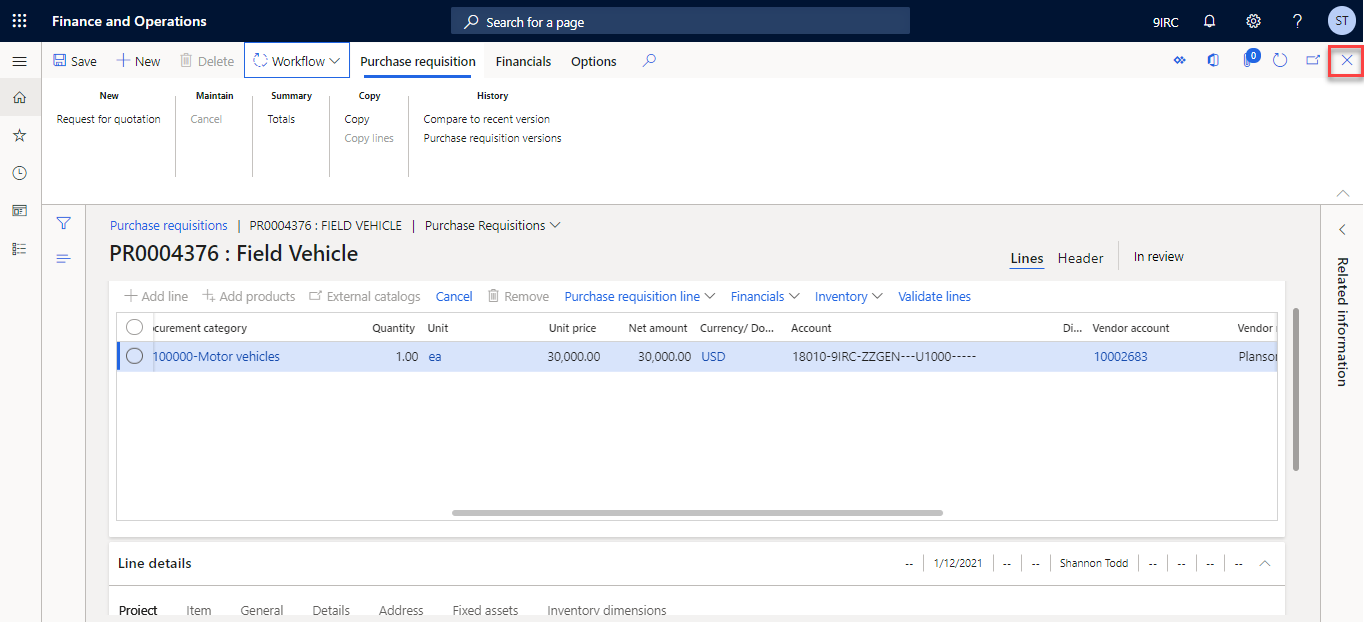 Finance and Operations
Search for a page
9IRC
?
ST
Save
New
Delete
Workflow
Purchase requisition
Financials
Options
0
New
Maintain
Summary
Copy
History
Request for quotation
Cancel
Totals
Copy
Compare to recent version
Copy lines
Purchase requisition versions
Purchase requisitions | PR0004376 : FIELD VEHICLE | Purchase Requisitions
PR0004376 : Field Vehicle
Lines
Header
In review
Related information
Add line
Add products
External catalogs
Cancel
Remove
Purchase requisition line
Financials
Inventory
Validate lines
ocurement category
Quantity
Unit
Unit price
Net amount
Currency/ Do...
Account
Di...
Vendor account
Vendor
100000-Motor vehicles
1.00
ea
30,000.00
30,000.00
USD
18010-9IRC-ZZGEN---U1000-----
10002683
Planson
Line details
--
1/12/2021
--
--
Shannon Todd
--
--
--
--
Project
Item
General
Details
Address
Fixed assets
Inventory dimensions